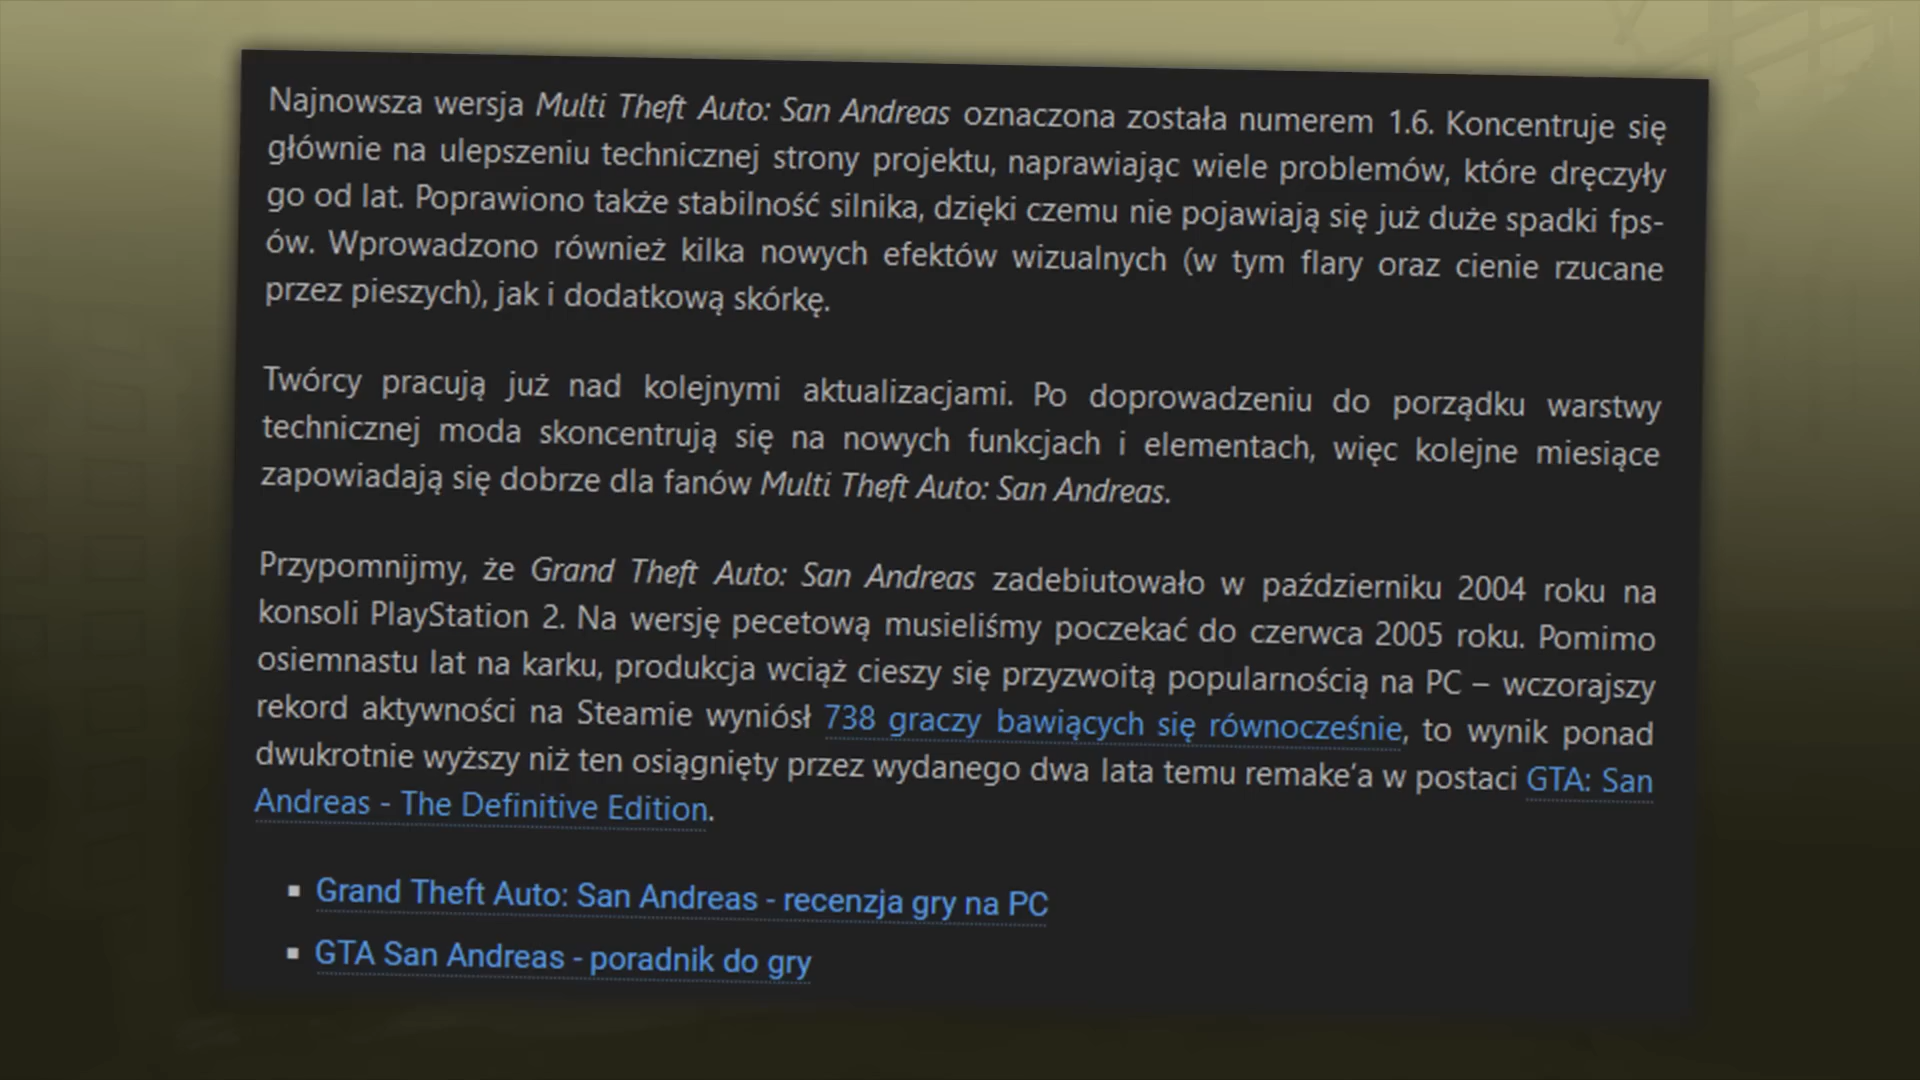 Najnowsza wersja Multi Theft Auto: San Andreas oznaczona została numerem 1.6. Koncentruje się
głównie na ulepszeniu technicznej strony projektu, naprawiając wiele problemów, które dręczyły
go od lat. Poprawiono także stabilność silnika, dzięki czemu nie pojawiają się już duże spadki fps-
ów. Wprowadzono również kilka nowych efektów wizualnych (w tym flary oraz cienie rzucane
przez pieszych), jak i dodatkową skórkę.
Twórcy pracują już nad kolejnymi aktualizacjami. Po doprowadzeniu do porządku warstwy
technicznej moda skoncentrują się na nowych funkcjach i elementach, więc kolejne miesiące
zapowiadają się dobrze dla fanów Multi Theft Auto: San Andreas.
Przypomnijmy, że Grand Theft Auto: San Andreas zadebiutowało w październiku 2004 roku na
konsoli PlayStation 2. Na wersję pecetową musieliśmy poczekać do czerwca 2005 roku. Pomimo
osiemnastu lat na karku, produkcja wciąż cieszy się przyzwoitą popularnością na PC – wczorajszy
rekord aktywności na Steamie wyniósł 738 graczy bawiących się równocześnie, to wynik ponad
dwukrotnie wyższy niż ten osiągnięty przez wydanego dwa lata temu remake’a w postaci GTA: San
Andreas - The Definitive Edition.
▪ Grand Theft Auto: San Andreas - recenzja gry na PC
▪ GTA San Andreas - poradnik do gry